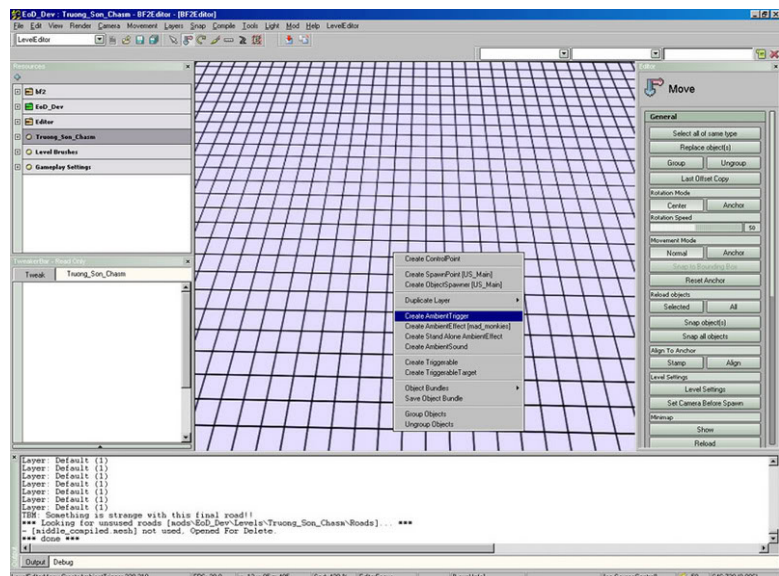 EoD_Dev : Truong_Son_Chasm - BF2Editor - [BF2Editor]
File Edit View Render Camera Movement Layers Snap Compile Tools Light Mod Help LevelEditor
LevelEditor
Resources
M2
EoD_Dev
Editor
Truong_Son_Chasm
Level Brushes
Gameplay Settings
TweakerBar - Read Only
Tweak Truong_Son_Chasm
Create ControlPoint
Create SpawnPoint [US_Main]
Create ObjectSpawner [US_Main]
Duplicate Layer
Create AmbientTrigger
Create AmbientEffect [mad_monkies]
Create Stand Alone AmbientEffect
Create AmbientSound
Create Triggerable
Create TriggerableTarget
Object Bundles
Save Object Bundle
Group Objects
Ungroup Objects
Editor
Move
General
Select all of same type
Replace object(s)
Group Ungroup
Last Offset Copy
Rotation Mode
Center Anchor
Rotation Speed
50
Movement Mode
Normal Anchor
Snap to Bounding Box
Reset Anchor
Reload objects
Selected All
Snap object(s)
Snap all objects
Align To Anchor
Stamp Align
Level Settings
Level Settings
Set Camera Before Spawn
Minimap
Show
Reload
Layer: Default (1)
Layer: Default (1)
Layer: Default (1)
Layer: Default (1)
Layer: Default (1)
Layer: Default (1)
Layer: Default (1)
TBM: Something is strange with this final road!!
*** Looking for unsused roads [mods\EoD_Dev\Levels\Truong_Son_Chasm\Roads]... ***
- [middle_compiled.mesh] not used, Opened For Delete.
*** done ***
Output Debug